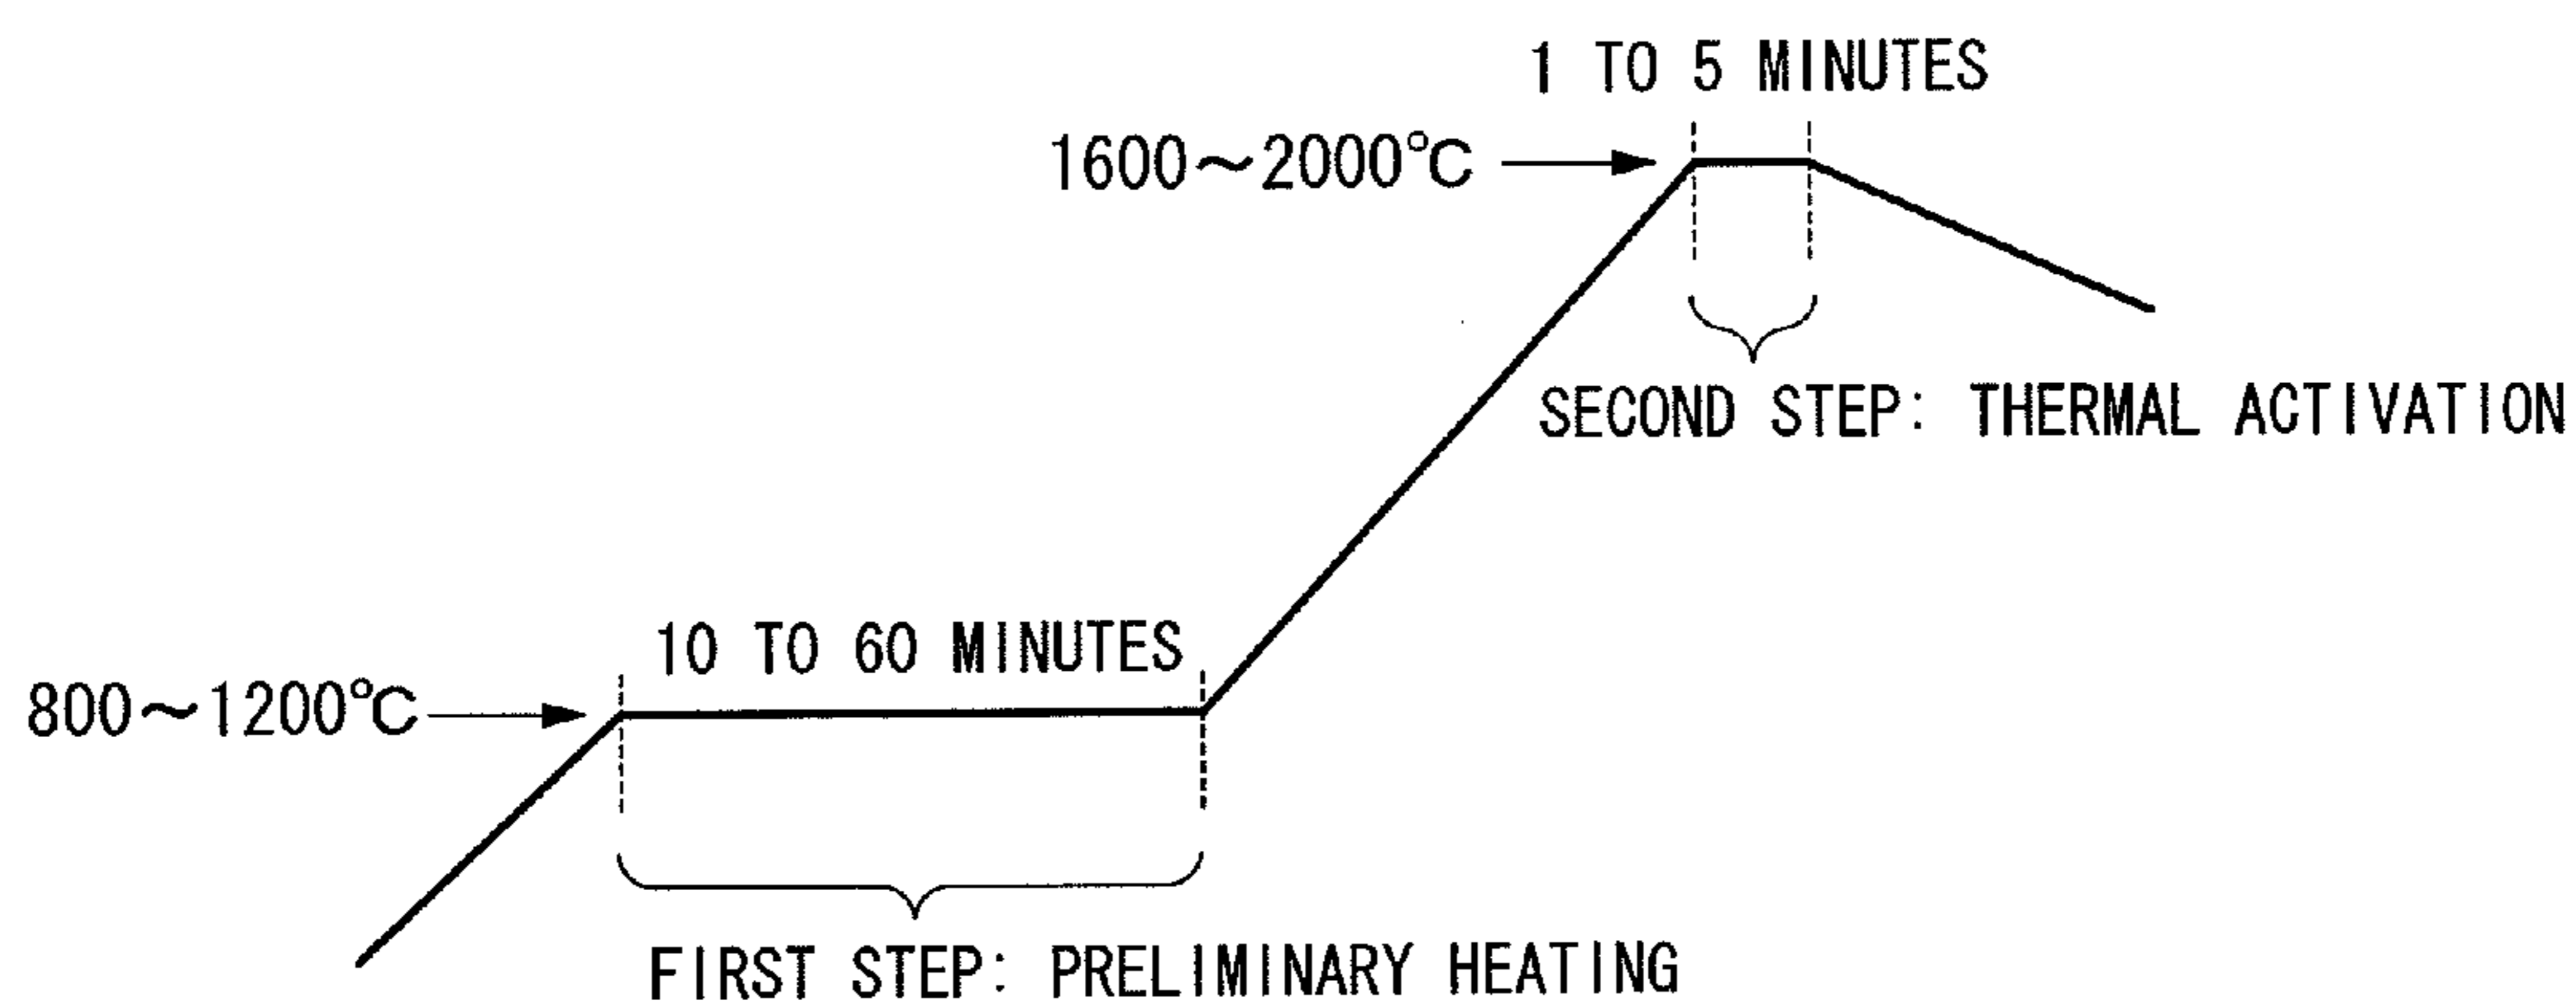 1 TO 5 MINUTES
1600～2000℃
SECOND STEP: THERMAL ACTIVATION
10 TO 60 MINUTES
800～1200℃
FIRST STEP: PRELIMINARY HEATING